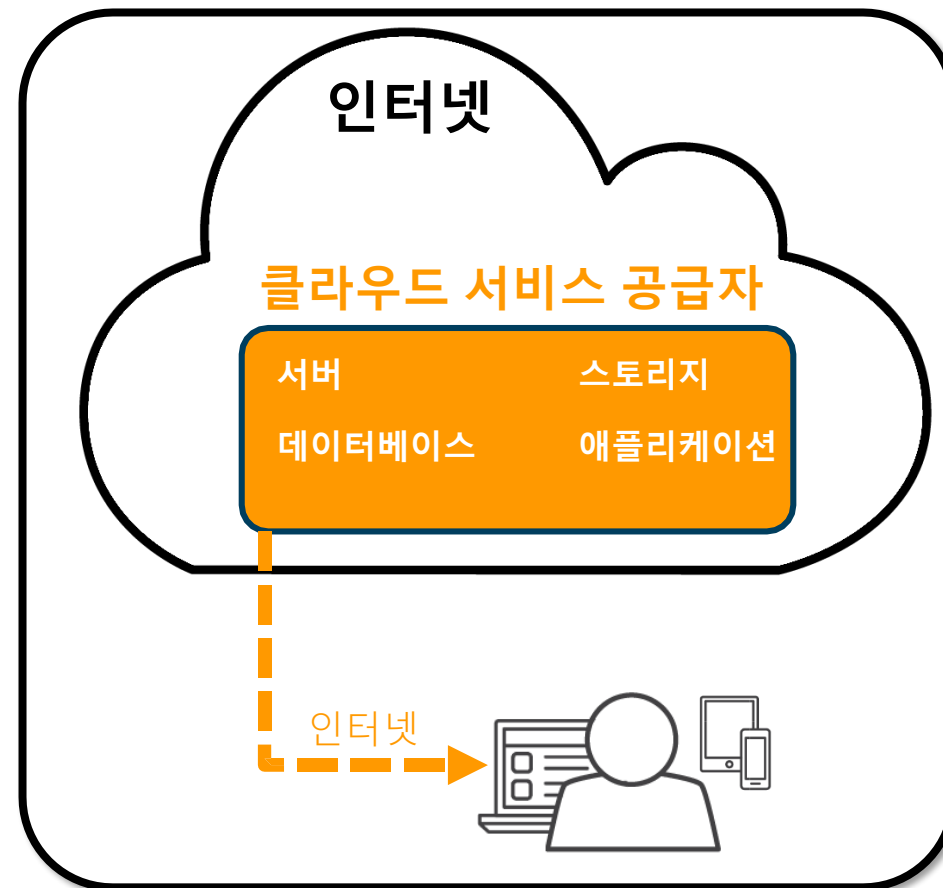 인터넷
클라우드 서비스 공급자
서버 스토리지
데이터베이스 애플리케이션
인터넷